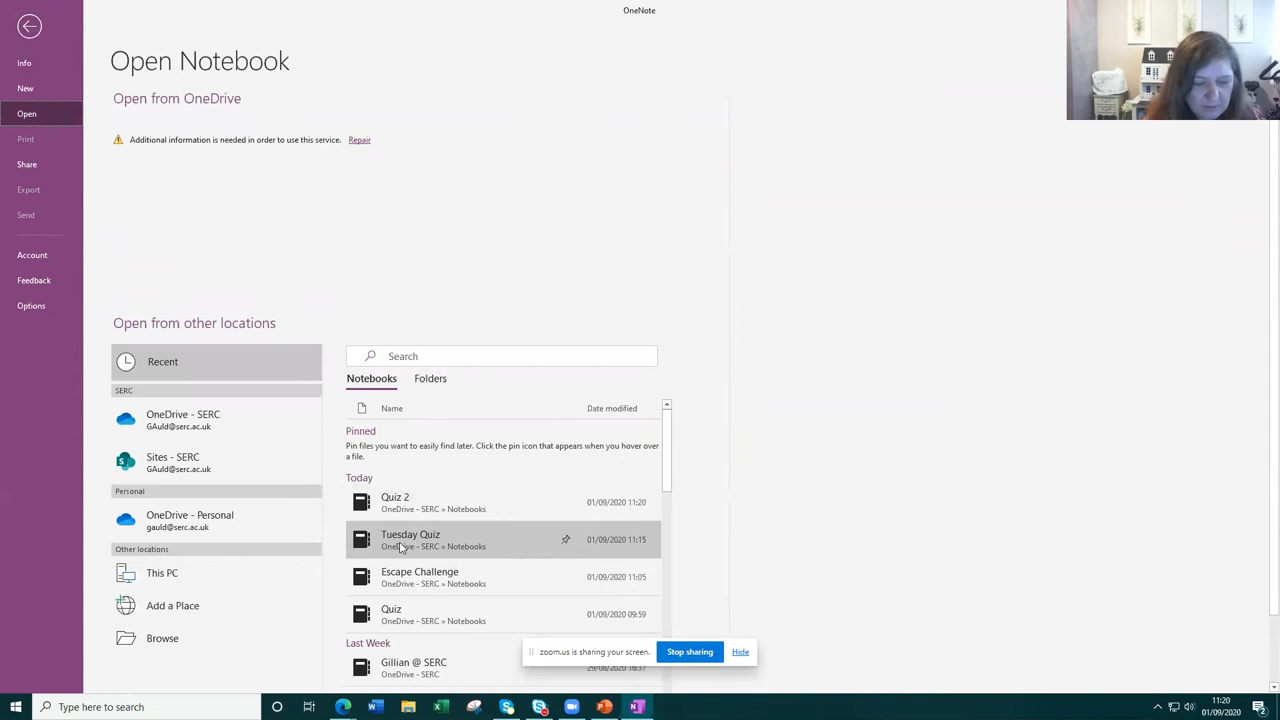 OneNote
Info
New
Open
Print
Share
Export
Send
Account
Feedback
Options
Open Notebook
Open from OneDrive
Additional information is needed in order to use this service. Repair
Open from other locations
Recent
SERC
OneDrive - SERC
GAuld@serc.ac.uk
Sites - SERC
GAuld@serc.ac.uk
Personal
OneDrive - Personal
gauld@serc.ac.uk
Other locations
This PC
Add a Place
Browse
Search
Notebooks Folders
Name Date modified
Pinned
Pin files you want to easily find later. Click the pin icon that appears when you hover over
a file.
Today
Quiz 2
OneDrive - SERC » Notebooks
01/09/2020 11:20
Tuesday Quiz
OneDrive - SERC » Notebooks
01/09/2020 11:15
Escape Challenge
OneDrive - SERC » Notebooks
01/09/2020 11:05
Quiz
OneDrive - SERC » Notebooks
01/09/2020 09:59
Last Week
Gillian @ SERC
OneDrive - SERC
29/08/2020 16:37
zoom.us is sharing your screen. Stop sharing Hide
Type here to search
11:20
01/09/2020
2